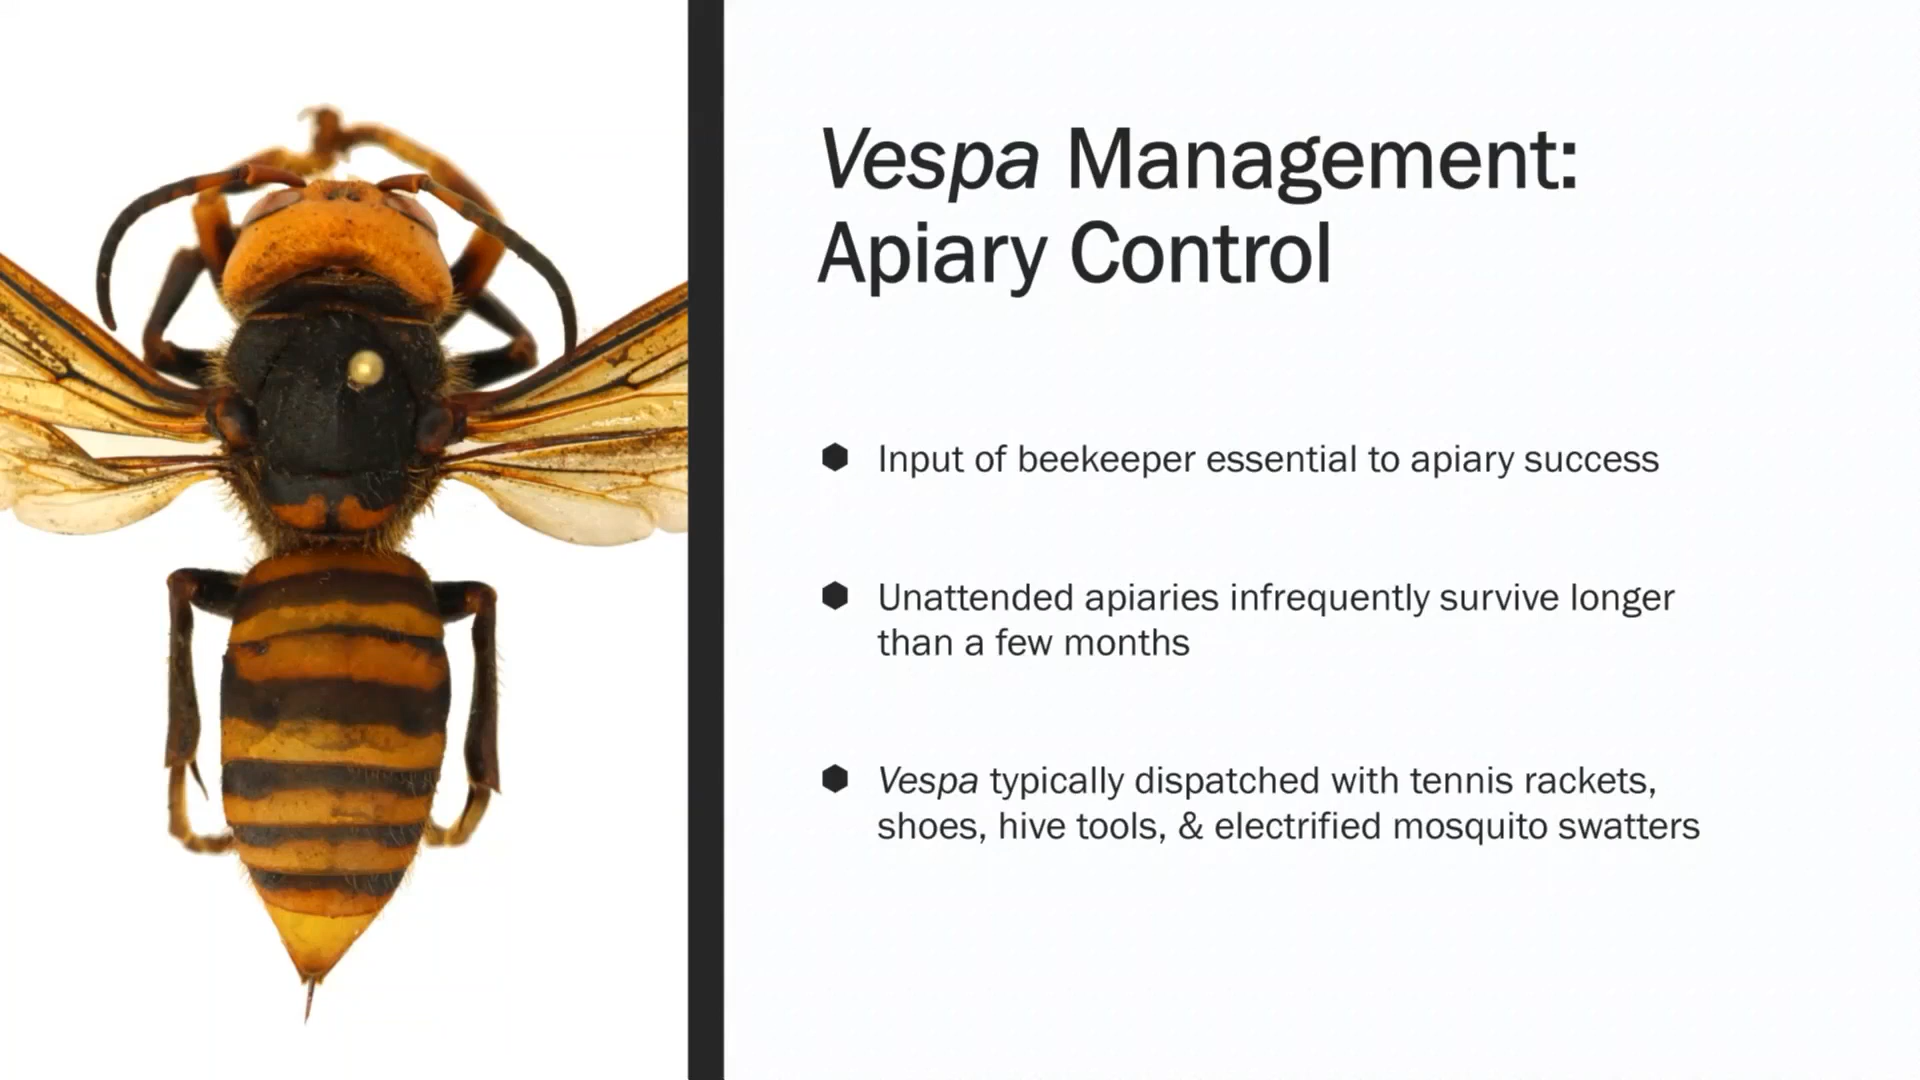 Vespa Management:
Apiary Control
Input of beekeeper essential to apiary success
Unattended apiaries infrequently survive longer
than a few months
Vespa typically dispatched with tennis rackets,
shoes, hive tools, & electrified mosquito swatters